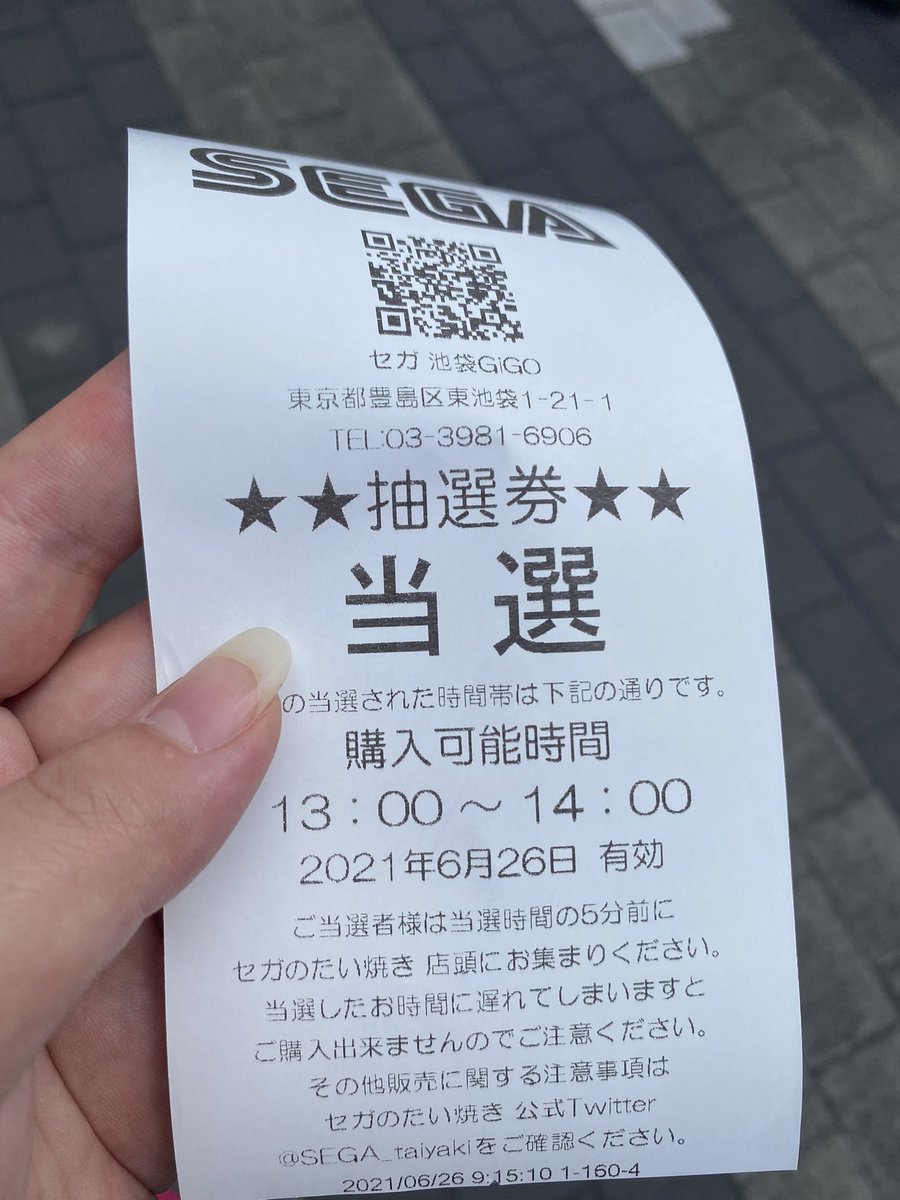 SEGA
セガ 池袋GiGO
東京都豊島区東池袋1-21-1
TEL:03-3981-6906
★★抽選券★★
当選
の当選された時間帯は下記の通りです。
購入可能時間
13：00～14：00
2021年6月26日 有効
ご当選者様は当選時間の5分前に
セガのたい焼き 店頭にお集まりください。
当選したお時間に遅れてしまいますと
ご購入出来ませんのでご注意ください。
その他販売に関する注意事項は
セガのたい焼き 公式Twitter
@SEGA_taiyakiをご確認ください。
2021/06/26 9:15:10 1-160-4